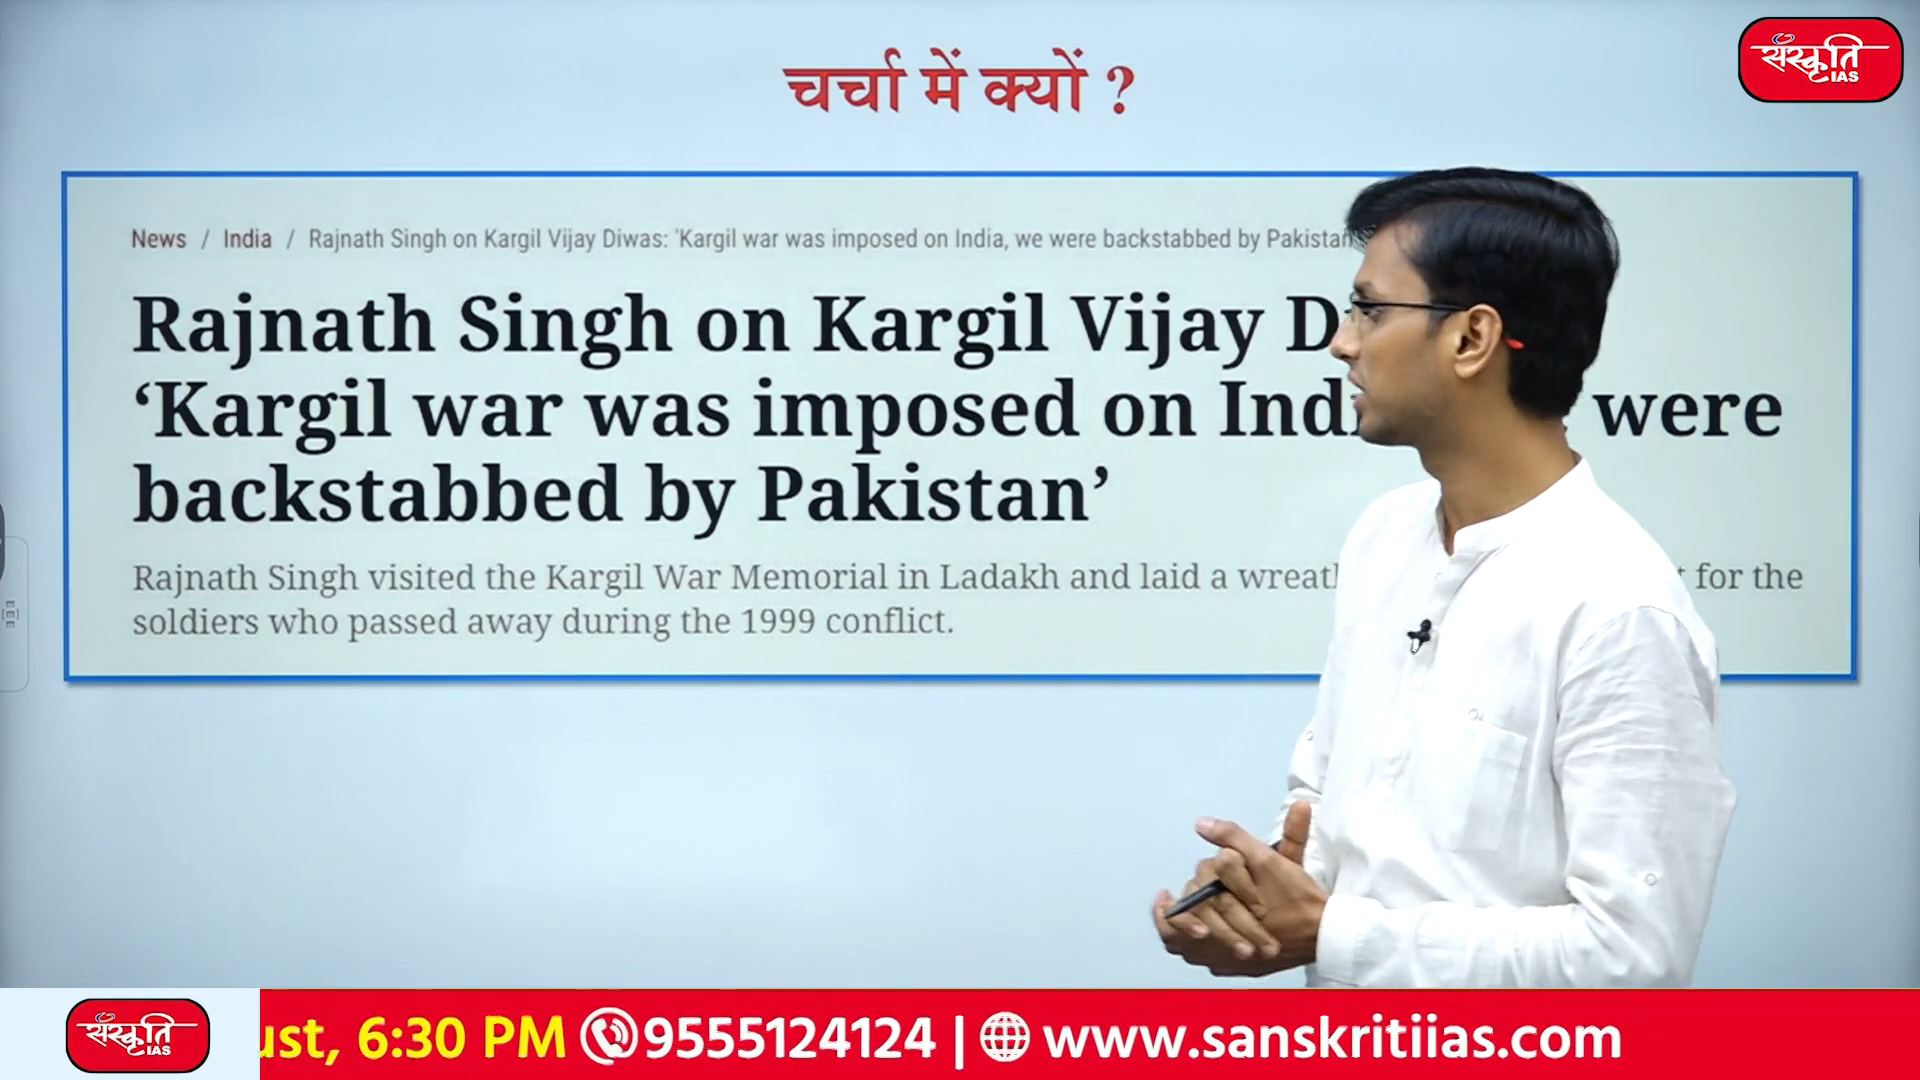 चर्चा में क्यों ?
संस्कृति
IAS
News / India / Rajnath Singh on Kargil Vijay Diwas: 'Kargil war was imposed on India, we were backstabbed by Pakistan
Rajnath Singh on Kargil Vijay D
‘Kargil war was imposed on Ind were
backstabbed by Pakistan’
Rajnath Singh visited the Kargil War Memorial in Ladakh and laid a wreat for the
soldiers who passed away during the 1999 conflict.
संस्कृति
IAS
ust, 6:30 PM 9555124124 | www.sanskritiias.com